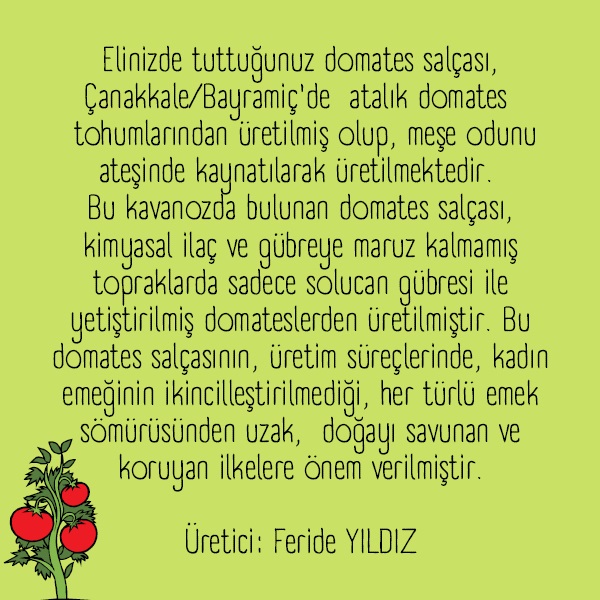 Elinizde tuttuğunuz domates salçası,
Çanakkale/Bayramiç'de atalık domates
tohumlarından üretilmiş olup, meşe odunu
ateşinde kaynatılarak üretilmektedir.
Bu kavanozda bulunan domates salçası,
kimyasal ilaç ve gübreye maruz kalmamış
topraklarda sadece solucan gübresi ile
yetiştirilmiş domateslerden üretilmiştir. Bu
domates salçasının, üretim süreçlerinde, kadın
emeğinin ikincilleştirilmediği, her türlü emek
sömürüsünden uzak, doğayı savunan ve
koruyan ilkelere önem verilmiştir.
Üretici: Feride YILDIZ